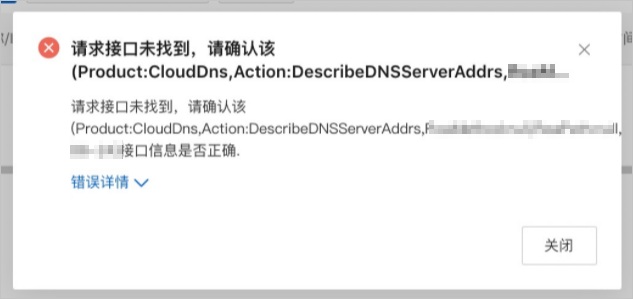 请求接口未找到，请确认该
(Product:CloudDns,Action:DescribeDNSServerAddrs,
请求接口未找到，请确认该
(Product:CloudDns,Action:DescribeDNSServerAddrs,
接口信息是否正确.
错误详情
关闭